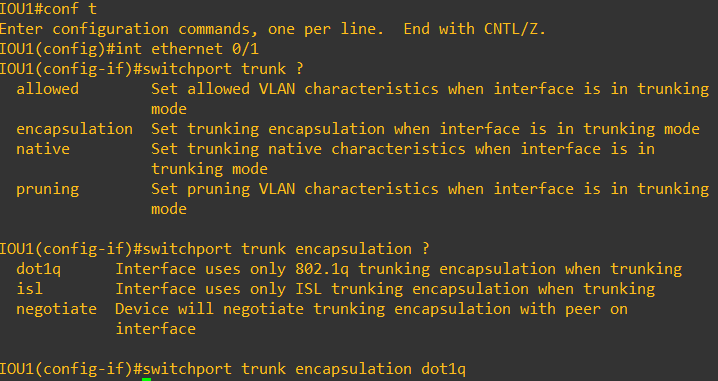 IOU1#conf t
Enter configuration commands, one per line.  End with CNTL/Z.
IOU1(config)#int ethernet 0/1
IOU1(config-if)#switchport trunk ?
  allowed        Set allowed VLAN characteristics when interface is in trunking
                 mode
  encapsulation  Set trunking encapsulation when interface is in trunking mode
  native         Set trunking native characteristics when interface is in
                 trunking mode
  pruning        Set pruning VLAN characteristics when interface is in trunking
                 mode

IOU1(config-if)#switchport trunk encapsulation ?
  dot1q      Interface uses only 802.1q trunking encapsulation when trunking
  isl        Interface uses only ISL trunking encapsulation when trunking
  negotiate  Device will negotiate trunking encapsulation with peer on
             interface

IOU1(config-if)#switchport trunk encapsulation dot1q